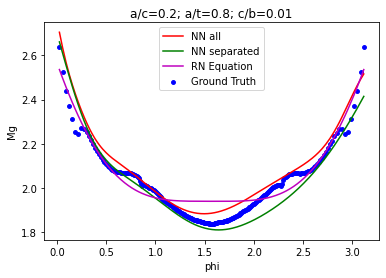 a/c=0.2; a/t=0.8; c/b=0.01
NN all
NN separated
RN Equation
Ground Truth
Mg
2.6
2.4
2.2
2.0
1.8
0.0 0.5 1.0 1.5 2.0 2.5 3.0
phi